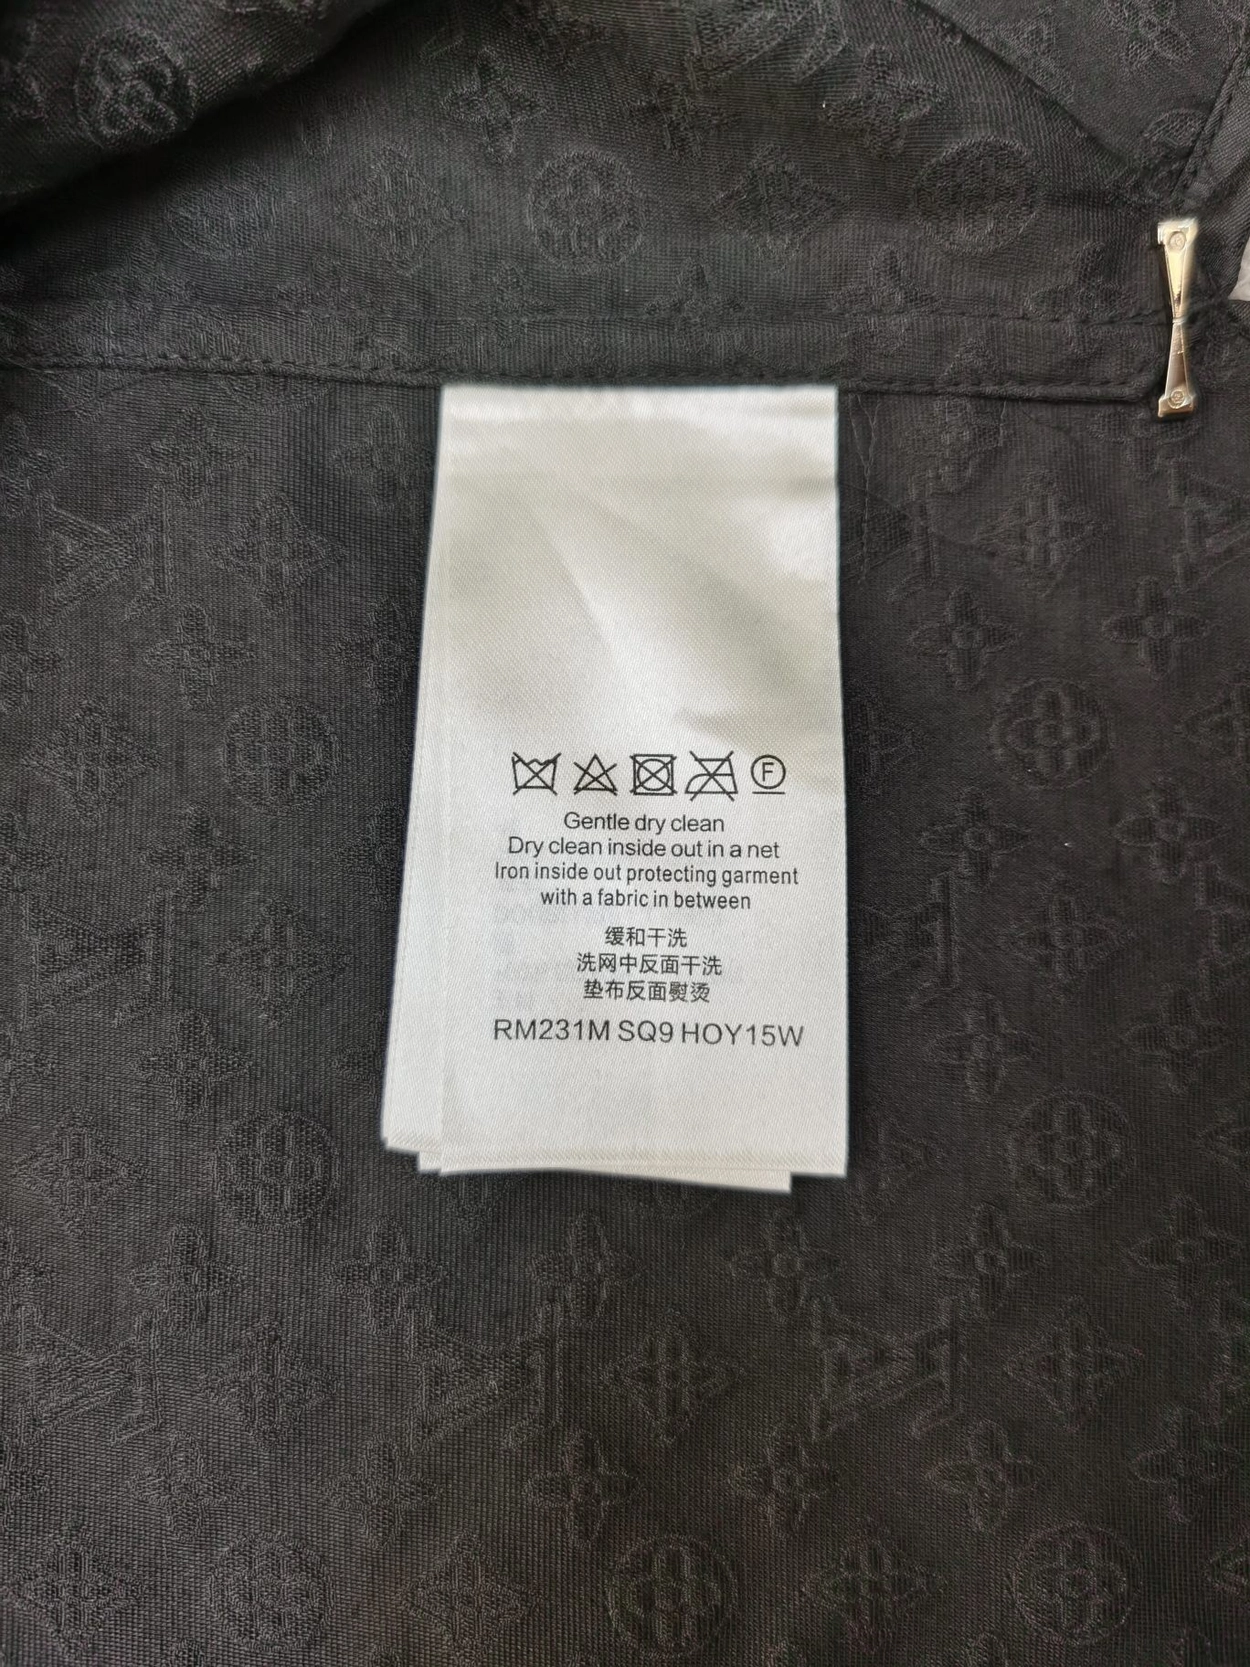 F
Gentle dry clean
Dry clean inside out in a net
Iron inside out protecting garment
with a fabric in between
缓和干洗
洗网中反面干洗
垫布反面熨烫
RM231M SQ9 HOY15W